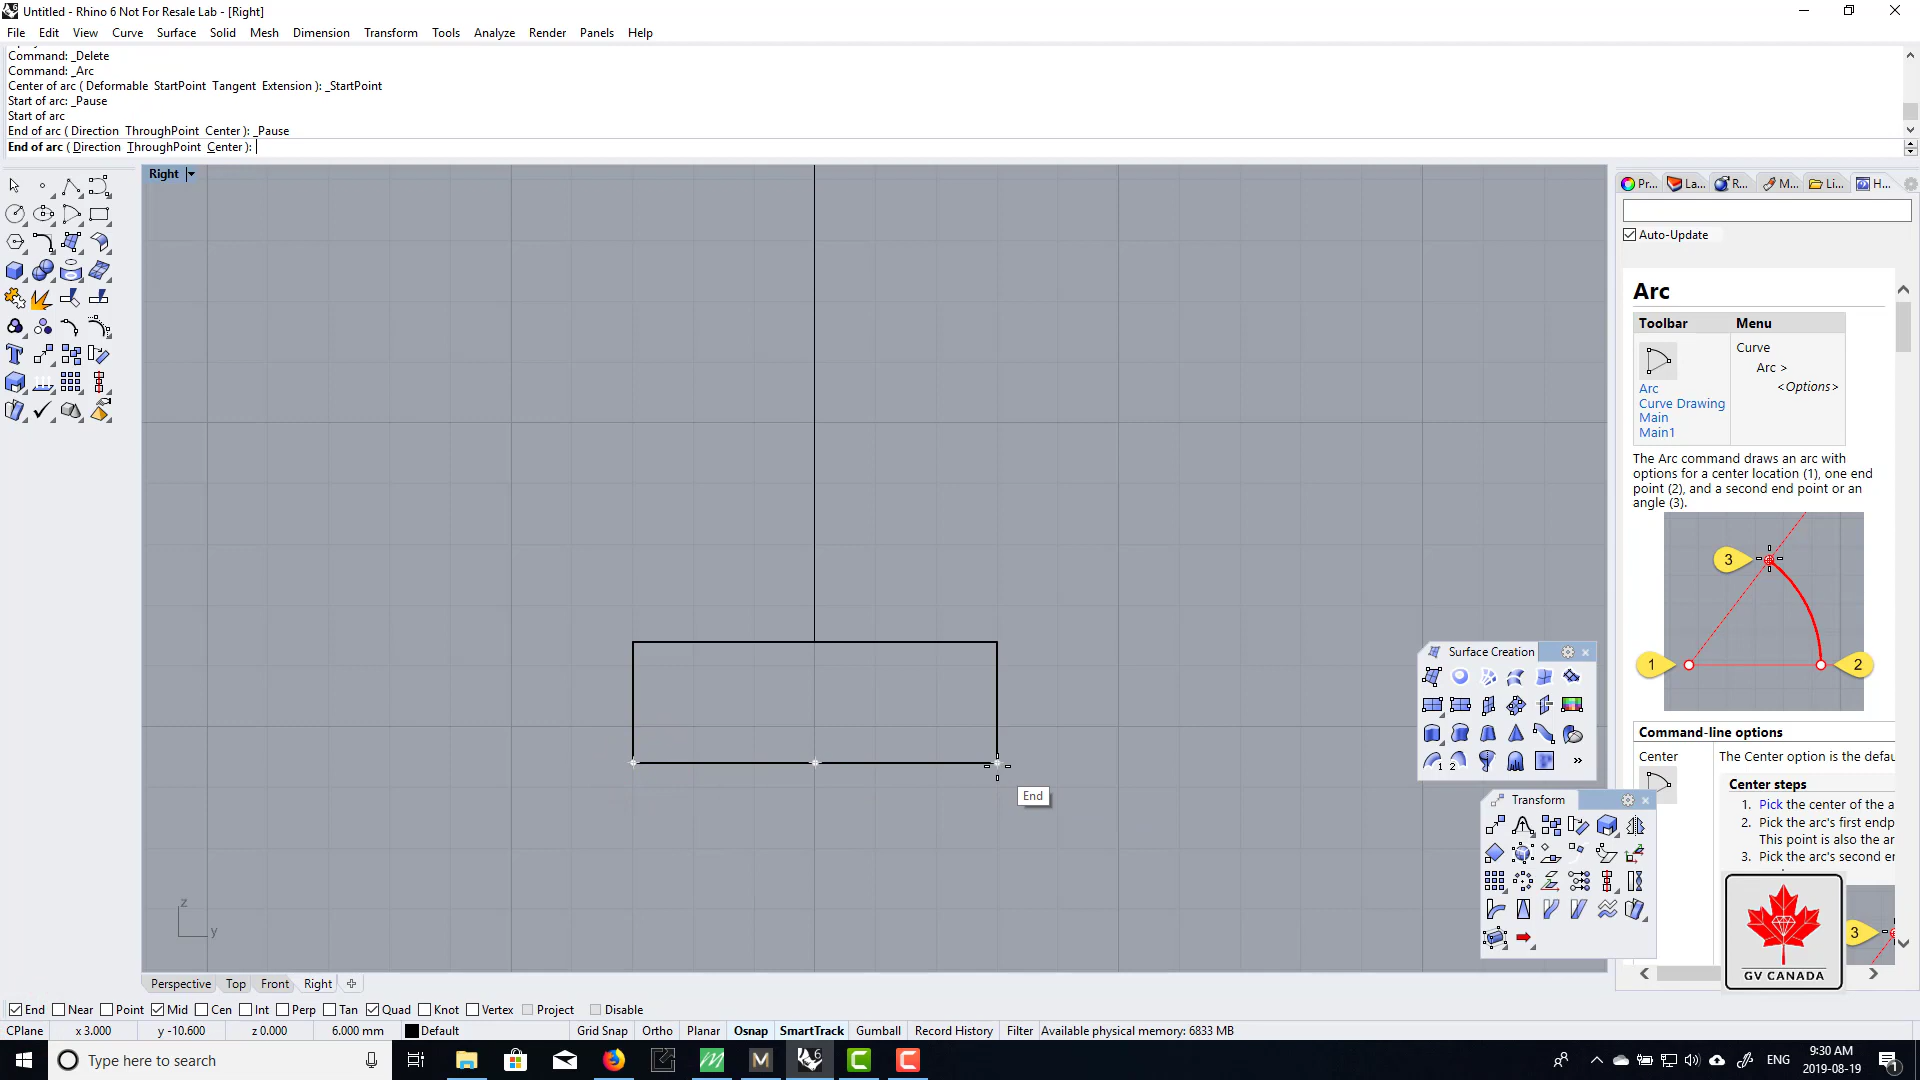 Untitled - Rhino 6 Not For Resale Lab - [Right]
File Edit View Curve Surface Solid Mesh Dimension Transform Tools Analyze Render Panels Help
Command: _Delete
Command: _Arc
Center of arc ( Deformable StartPoint Tangent Extension ): _StartPoint
Start of arc: _Pause
Start of arc
End of arc ( Direction ThroughPoint Center ): _Pause
End of arc ( Direction ThroughPoint Center ):
Right
Pr... La... R... M... Li... H...
Auto-Update
Arc
Toolbar Menu
Curve
Arc >
<Options>
Arc
Curve Drawing
Main
Main1
The Arc command draws an arc with
options for a center location (1), one end
point (2), and a second end point or an
angle (3).
3
1
2
Surface Creation
Command-line options
Center The Center option is the defau
Center steps
1. Pick the center of the a
2. Pick the arc's first endp
This point is also the ar
3. Pick the arc's second er
End
Transform
3
GV CANADA
z
y
Perspective Top Front Right
End Near Point Mid Cen Int Perp Tan Quad Knot Vertex Project Disable
CPlane x 3.000 y -10.600 z 0.000 6.000 mm Default Grid Snap Ortho Planar Osnap SmartTrack Gumball Record History Filter Available physical memory: 6833 MB
Type here to search
ENG
9:30 AM
2019-08-19
1